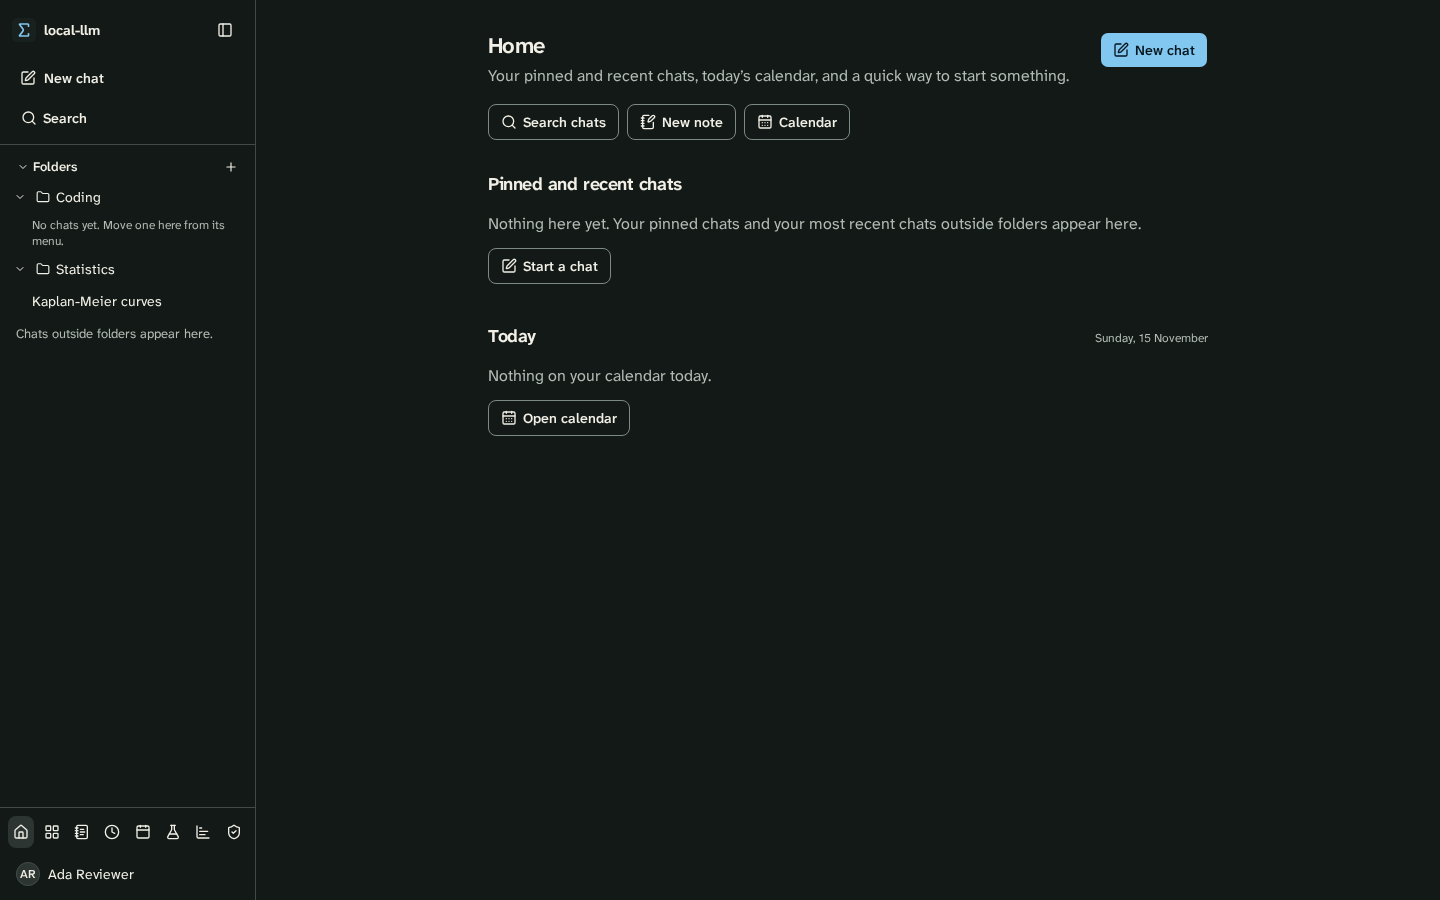 local-llm
New chat
Search
Folders
Coding
No chats yet. Move one here from its
menu.
Statistics
Kaplan-Meier curves
Chats outside folders appear here.
AR
Ada Reviewer
Home
New chat
Your pinned and recent chats, today’s calendar, and a quick way to start something.
Search chats
New note
Calendar
Pinned and recent chats
Nothing here yet. Your pinned chats and your most recent chats outside folders appear here.
Start a chat
Today
Sunday, 15 November
Nothing on your calendar today.
Open calendar